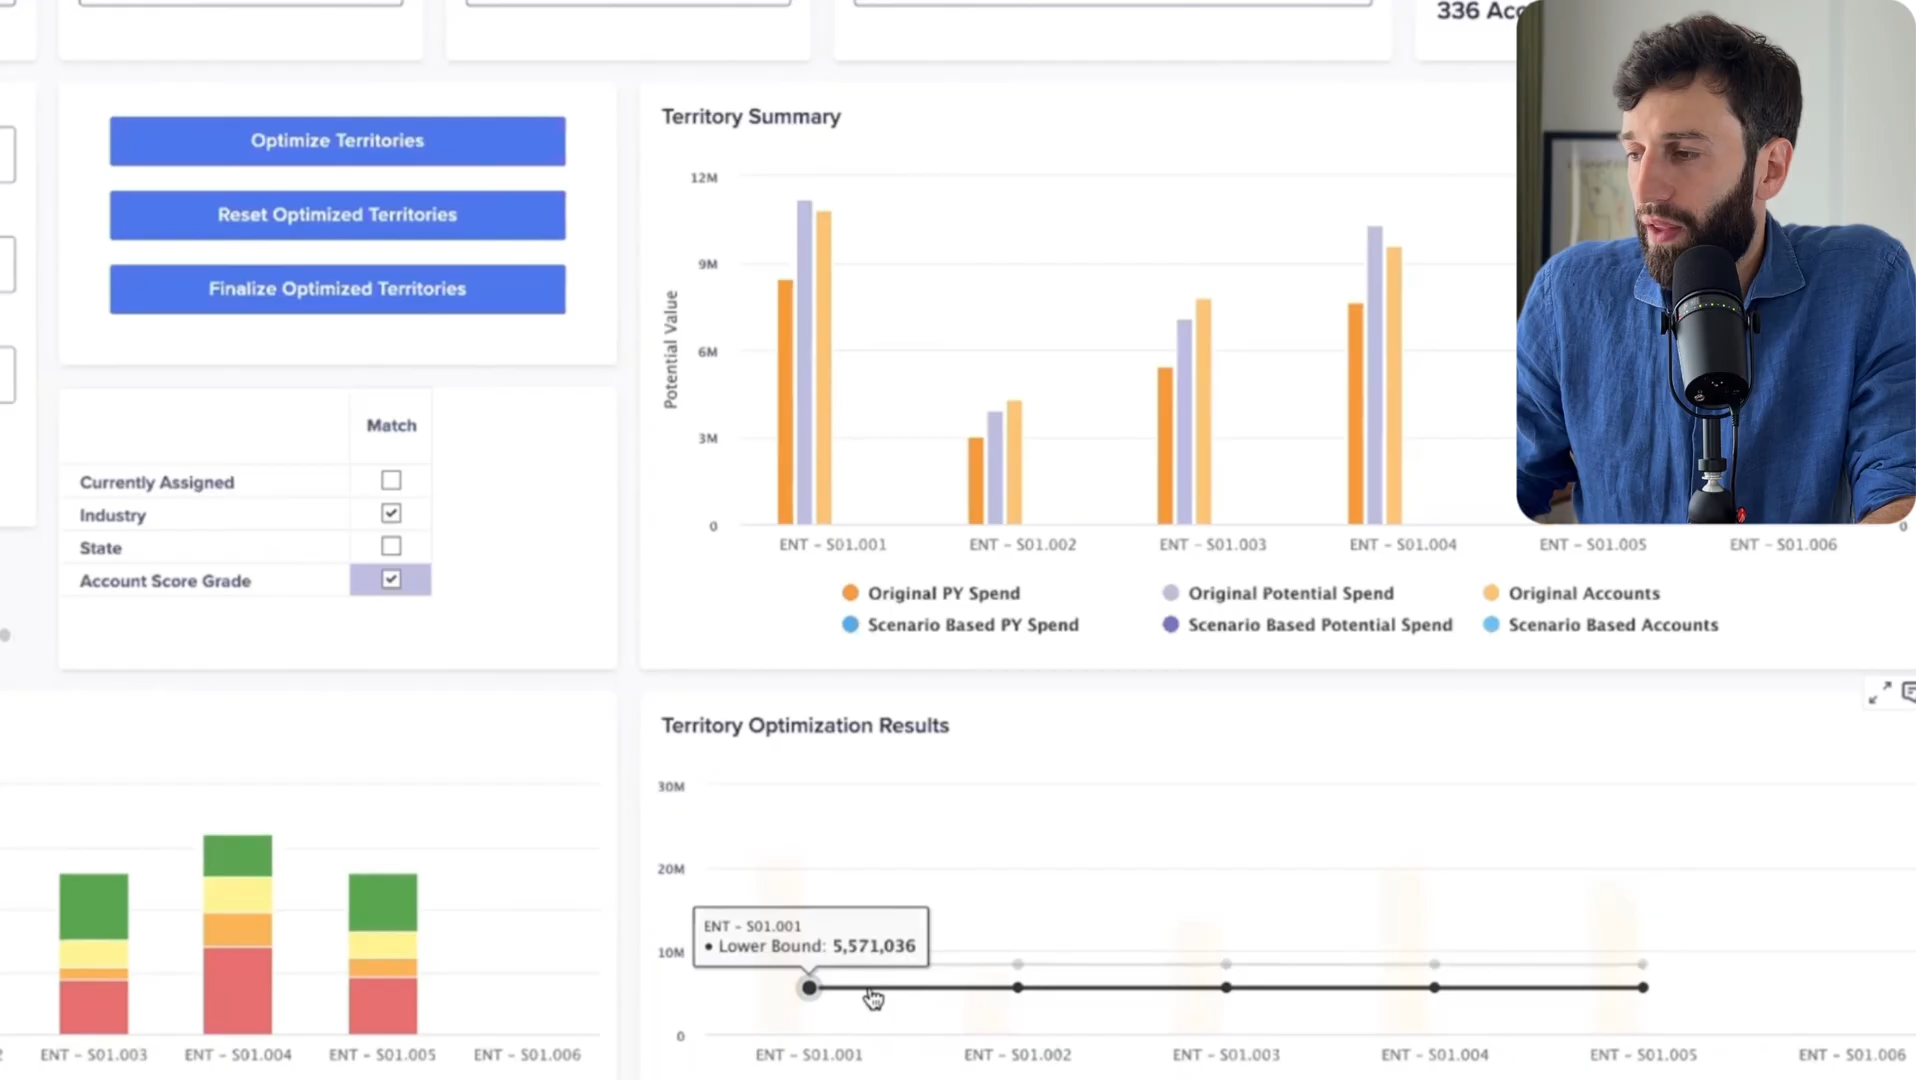 336 Acc
Optimize Territories
Reset Optimized Territories
Finalize Optimized Territories
Match
Currently Assigned
Industry
State
Account Score Grade
Territory Summary
12M
9M
6M
3M
0
Potential Value
0
ENT - S01.001
ENT - S01.002
ENT - S01.003
ENT - S01.004
ENT - S01.005
ENT - S01.006
Original PY Spend
Original Potential Spend
Original Accounts
Scenario Based PY Spend
Scenario Based Potential Spend
Scenario Based Accounts
2
ENT - S01.003
ENT - S01.004
ENT - S01.005
ENT - S01.006
Territory Optimization Results
30M
20M
10M
0
ENT - S01.001
• Lower Bound: 5,571,036
ENT - S01.001
ENT - S01.002
ENT - S01.003
ENT - S01.004
ENT - S01.005
ENT - S01.006